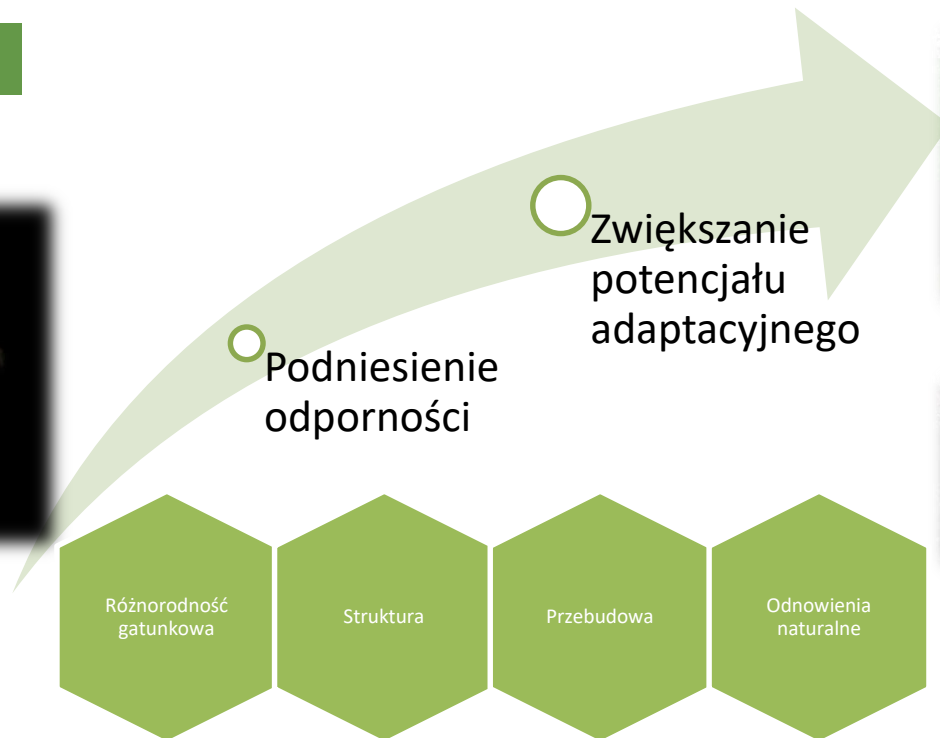 Zwiększanie
potencjału
adaptacyjnego
Podniesienie
odporności
Różnorodność
gatunkowa
Struktura
Przebudowa
Odnowienia
naturalne